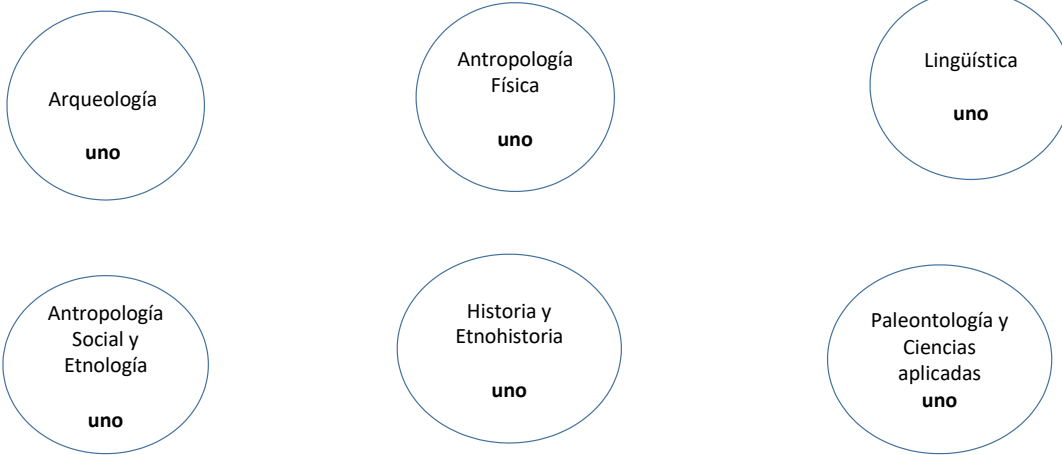 Arqueología
uno
Antropología
Física
uno
Lingüística
uno
Antropología
Social y
Etnología
uno
Historia y
Etnohistoria
uno
Paleontología y
Ciencias
aplicadas
uno